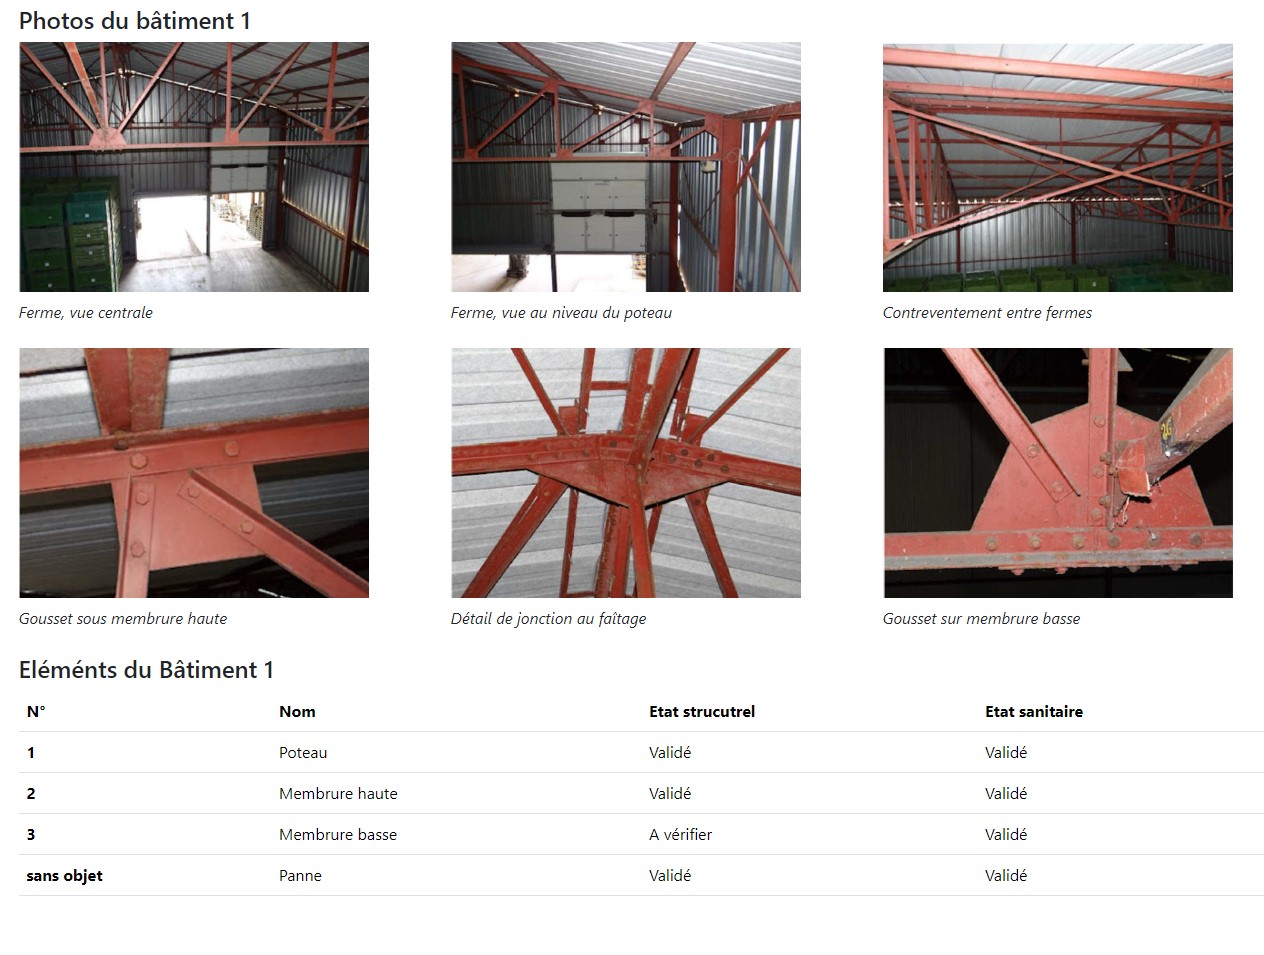 Photos du bâtiment 1
Ferme, vue centrale
Ferme, vue au niveau du poteau
Contreventement entre fermes
Gousset sous membrure haute
Détail de jonction au faîtage
Gousset sur membrure basse
Eléménts du Bâtiment 1
N° Nom Etat strucutrel Etat sanitaire
1 Poteau Validé Validé
2 Membrure haute Validé Validé
3 Membrure basse A vérifier Validé
sans objet Panne Validé Validé